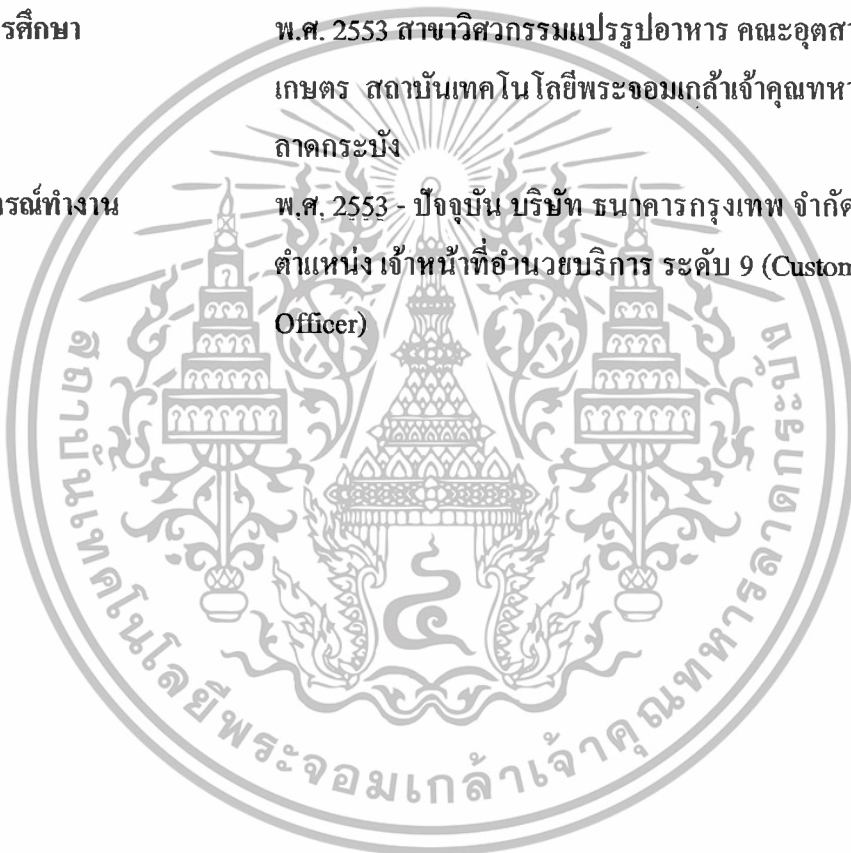 รศึกษา พ.ศ. 2553 สาขาวิศวกรรมแปรรูปอาหาร คณะอุตสา
เกษตร สถาบันเทคโนโลยีพระจอมเกล้าเจ้าคุณทหา
ลาดกระบัง
รณ์ทำงาน พ.ศ. 2553 - ปัจจุบัน บริษัท ธนาคารกรุงเทพ จำกัด
ตำแหน่ง เจ้าหน้าที่อำนวยบริการ ระดับ 9 (Custom
Officer)
สถาบันเทคโนโลยีพระจอมเกล้าเจ้าคุณทหารลาดกระบัง